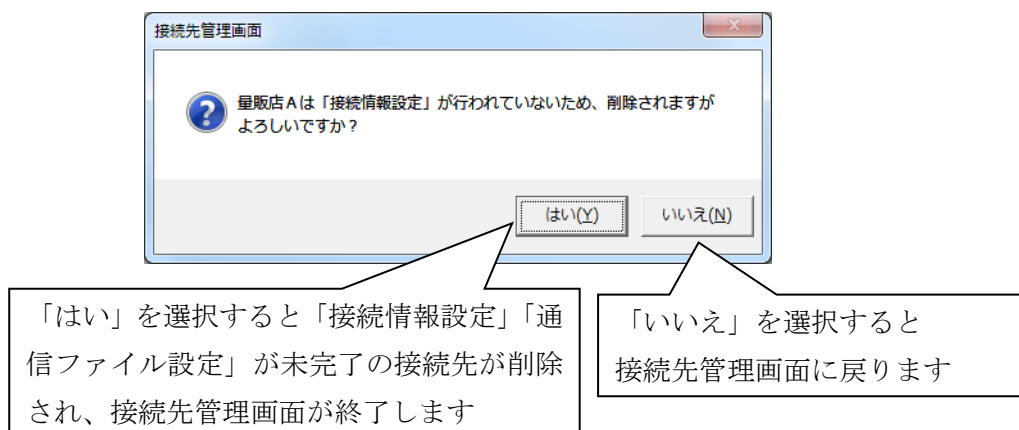 接続先管理画面
量販店Aは「接続情報設定」が行われていないため、削除されますが
よろしいですか？
はい(Y)
いいえ(N)
「はい」を選択すると「接続情報設定」「通
信ファイル設定」が未完了の接続先が削除
され、接続先管理画面が終了します
「いいえ」を選択すると
接続先管理画面に戻ります